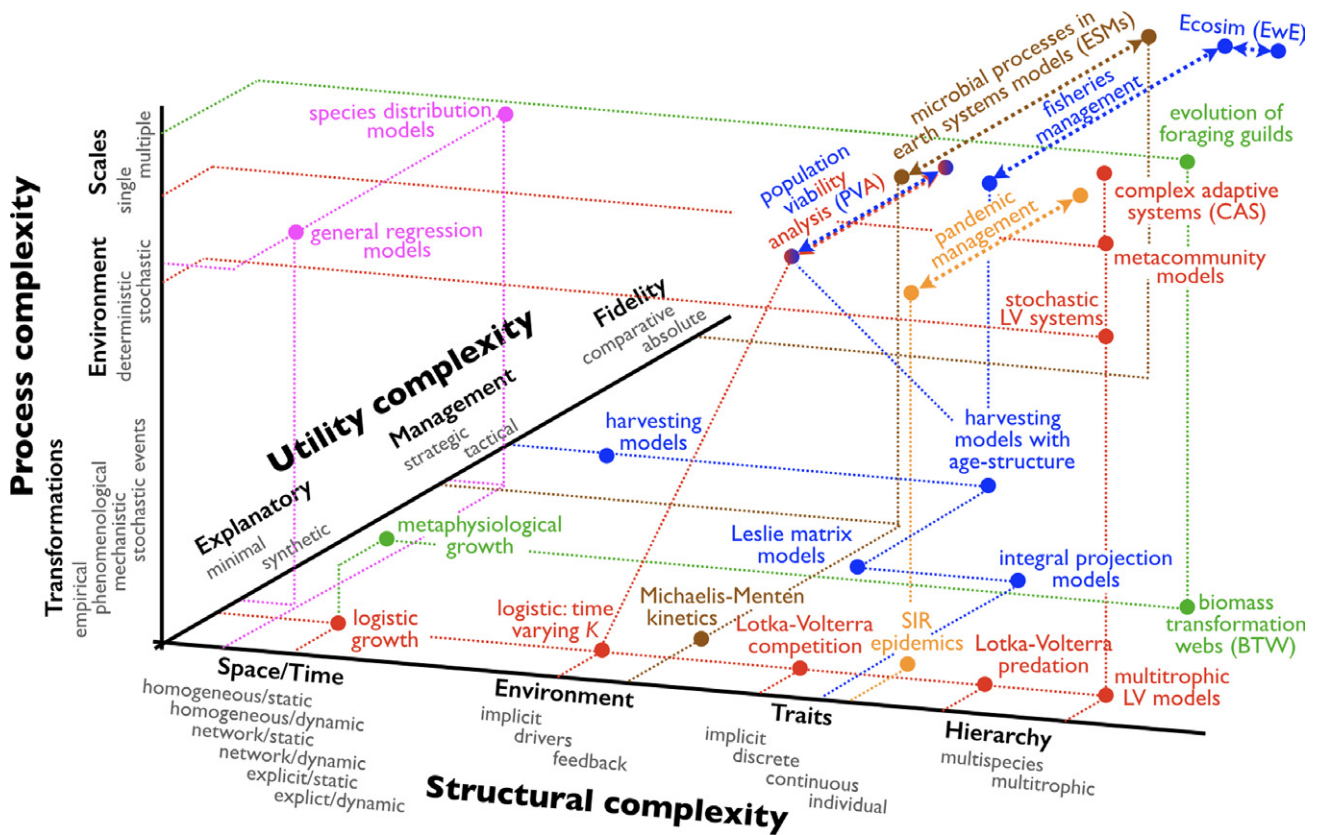 Process complexity
Scales
single
multiple
Environment
deterministic
stochastic
Transformations
empirical
phenomenological
mechanistic
stochastic events
Utility complexity
Explanatory
minimal
synthetic
Management
strategic
tactical
Fidelity
comparative
absolute
Structural complexity
Space/Time
homogeneous/static
homogeneous/dynamic
network/static
network/dynamic
explicit/static
explict/dynamic
Environment
implicit
drivers
feedback
Traits
implicit
discrete
continuous
individual
Hierarchy
multispecies
multitrophic
species distribution
models
general regression
models
population
viability
analysis (PVA)
microbial processes in
earth systems models (ESMs)
fisheries
management
Ecosim (EwE)
evolution of
foraging guilds
pandemic
management
complex adaptive
systems (CAS)
metacommunity
models
stochastic
LV systems
harvesting
models
harvesting
models with
age-structure
metaphysiological
growth
Leslie matrix
models
integral projection
models
logistic
growth
logistic: time
varying K
Michaelis-Menten
kinetics
Lotka-Volterra
competition
SIR
epidemics
Lotka-Volterra
predation
biomass
transformation
webs (BTW)
multitrophic
LV models